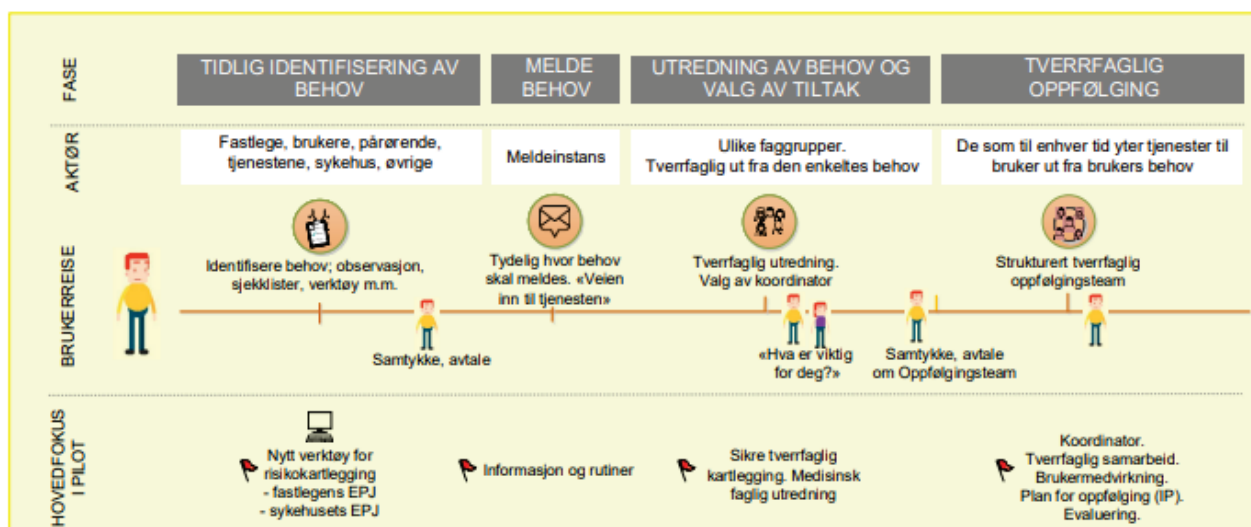 FASE
TIDLIG IDENTIFISERING AV
BEHOV
MELDE
BEHOV
UTREDNING AV BEHOV OG
VALG AV TILTAK
TVERRFAGLIG
OPPFØLGING
AKTØR
Fastlege, brukere, pårørende,
tjenestene, sykehus, øvrige
Meldeinstans
Ulike faggrupper.
Tverrfaglig ut fra den enkeltes behov
De som til enhver tid yter tjenester til
bruker ut fra brukers behov
BRUKERREISE
Identifisere behov; observasjon,
sjekklister, verktøy m.m.
Tydelig hvor behov
skal meldes. «Veien
inn til tjenesten»
Tverrfaglig utredning.
Valg av koordinator
Strukturert tverrfaglig
oppfølgingsteam
Samtykke, avtale
«Hva er viktig
for deg?»
Samtykke, avtale
om Oppfølgingsteam
HOVEDFOKUS
I PILOT
Nytt verktøy for
risikokartlegging
- fastlegens EPJ
- sykehusets EPJ
Informasjon og rutiner
Sikre tverrfaglig
kartlegging. Medisinsk
faglig utredning
Koordinator.
Tverrfaglig samarbeid.
Brukermedvirkning.
Plan for oppfølging (IP).
Evaluering.